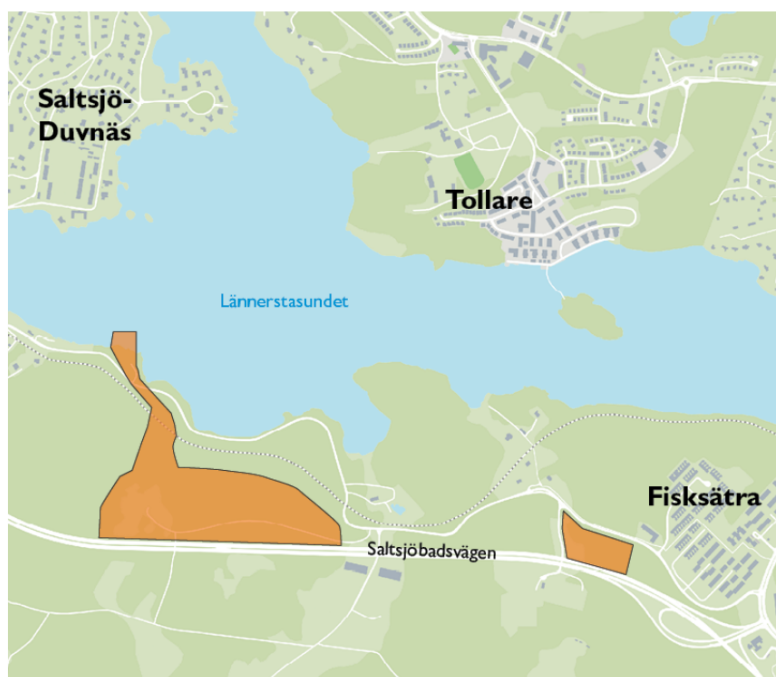 Saltsjö-
Duvnäs
Tollare
Lännerstasundet
Fisksätra
Saltsjöbadsvägen